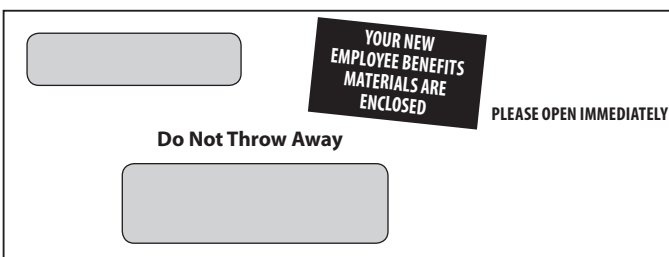 YOUR NEW
EMPLOYEE BENEFITS
MATERIALS ARE
ENCLOSED
PLEASE OPEN IMMEDIATELY
Do Not Throw Away